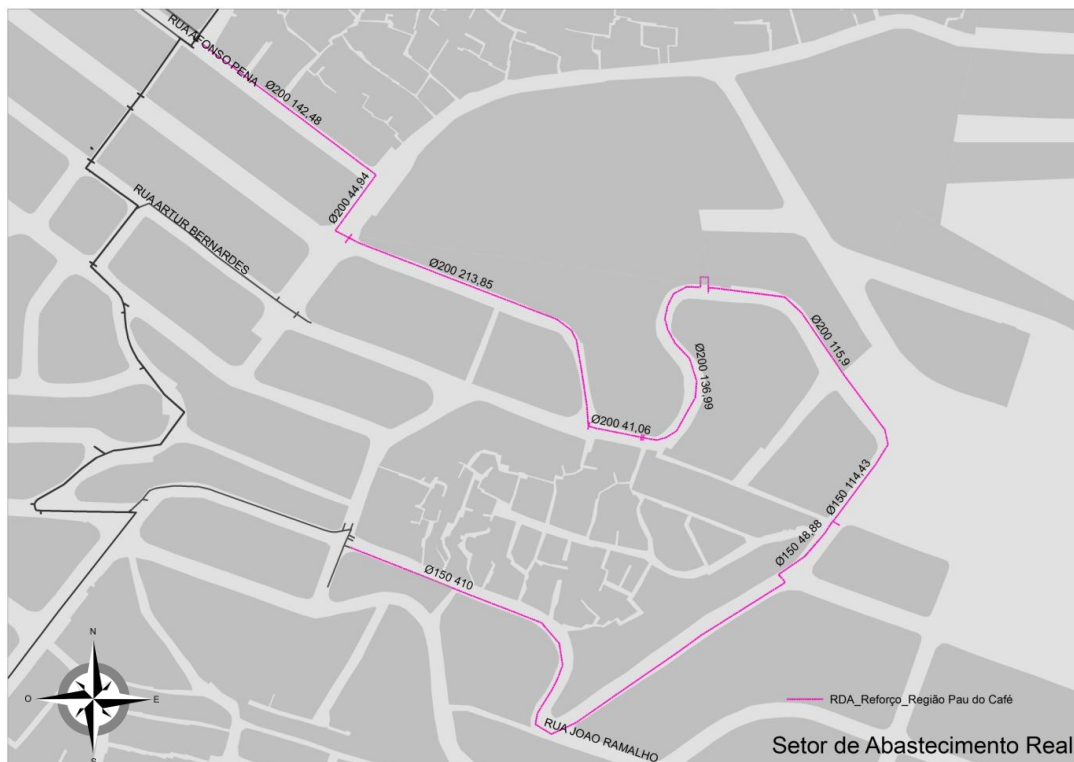 RUA AFONSO PENA
Ø200 142,48
Ø200 44,94
RUA ARTUR BERNARDES
Ø200 213,85
Ø200 115,9
Ø200 136,99
Ø200 41,06
Ø150 114,43
Ø150 48,88
Ø150 410
N
O
E
S
RDA_Reforço_Região Pau do Café
RUA JOAO RAMALHO
Setor de Abastecimento Real